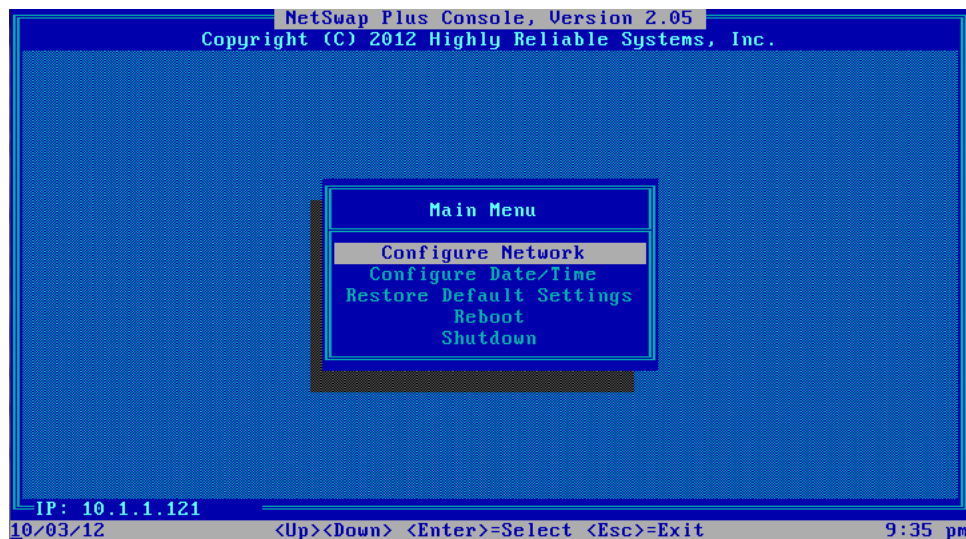 NetSwap Plus Console, Version 2.05
Copyright (C) 2012 Highly Reliable Systems, Inc.
Main Menu
Configure Network
Configure Date/Time
Restore Default Settings
Reboot
Shutdown
IP: 10.1.1.121
10/03/12 <Up><Down> <Enter>=Select <Esc>=Exit 9:35 pm